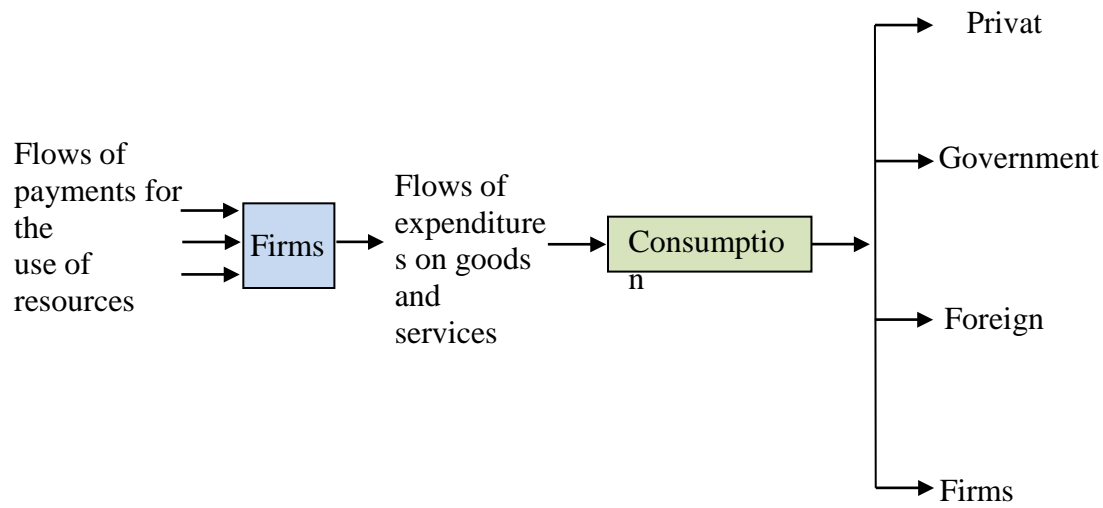 Flows of
payments for
the
use of
resources
Firms
Flows of
expenditure
s on goods
and
services
Consumptio
n
Privat
Government
Foreign
Firms